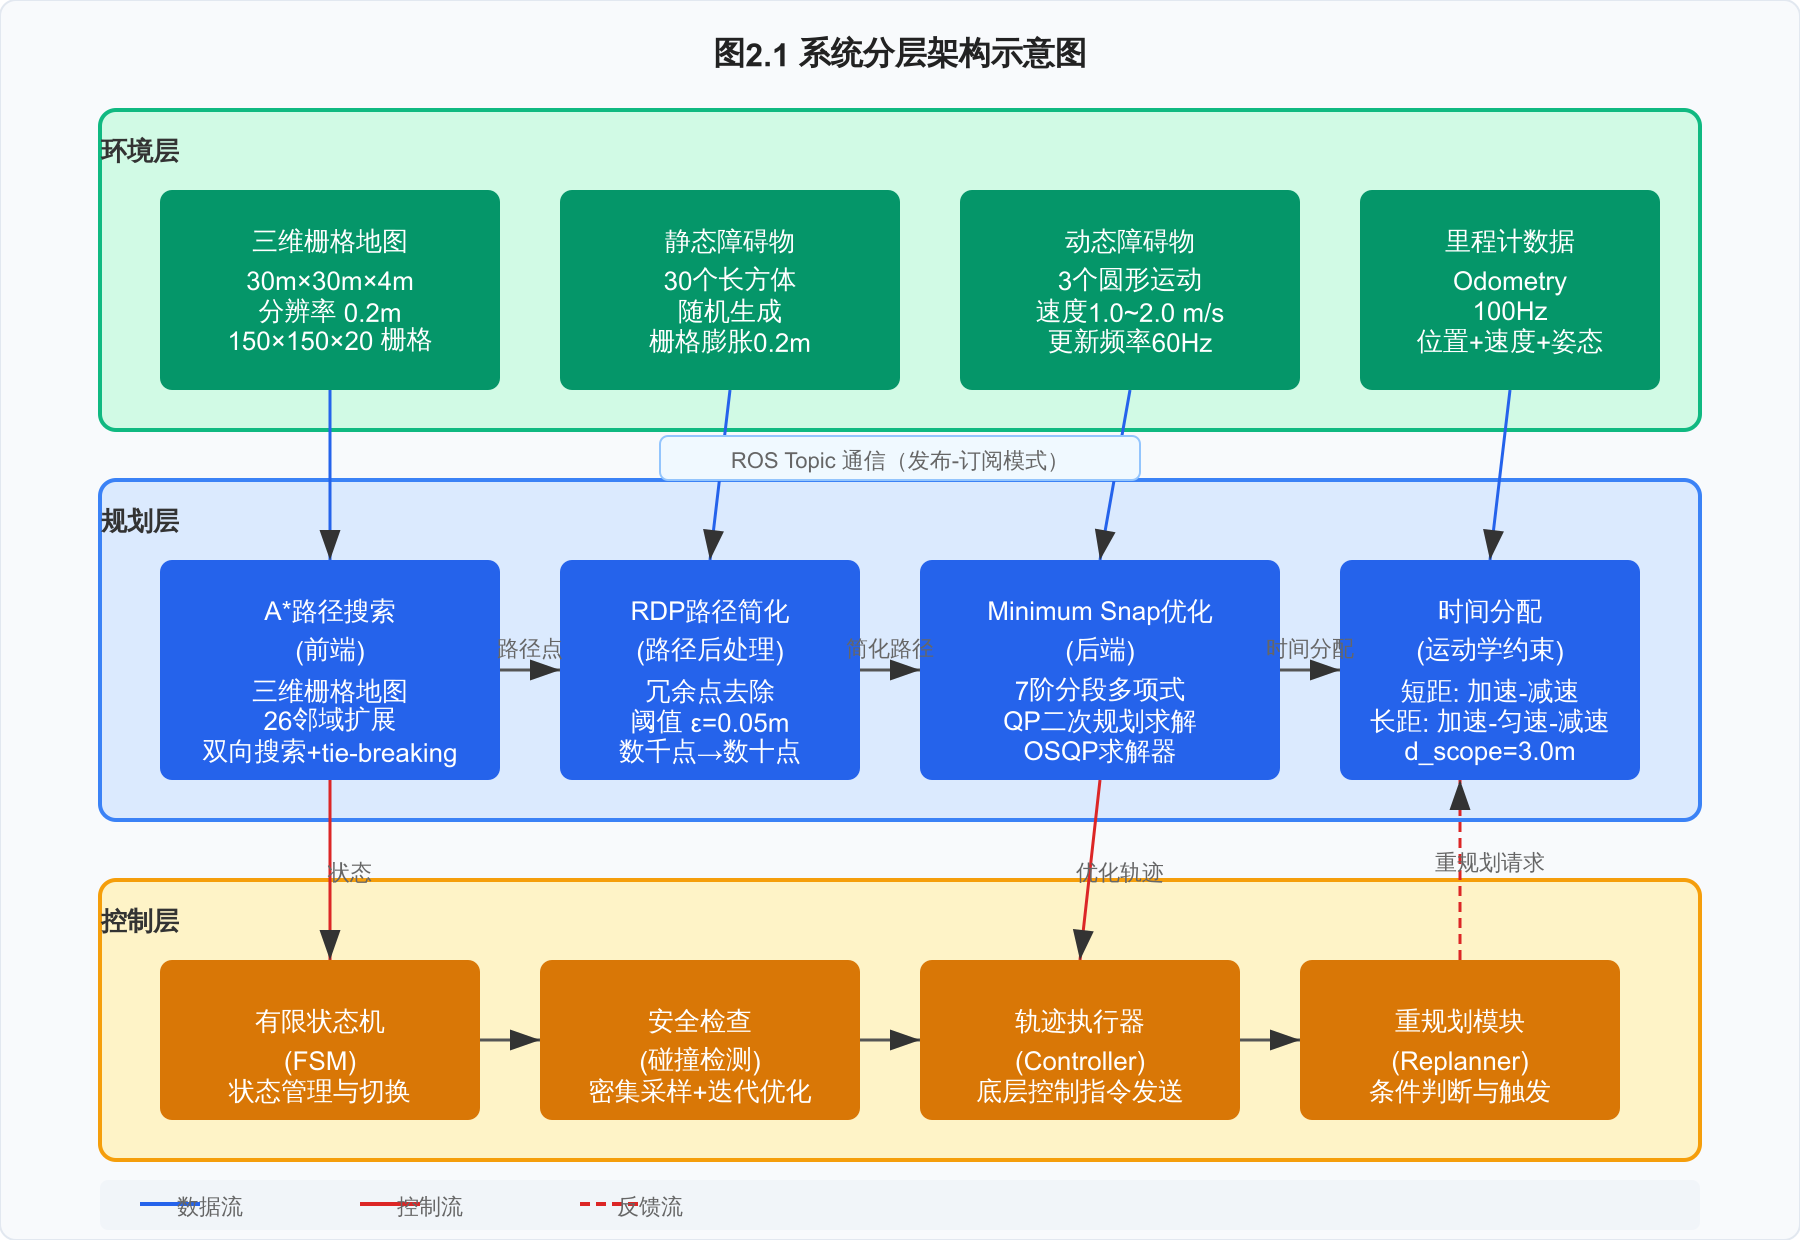 图2.1 系统分层架构示意图
环境层
三维栅格地图
30m×30m×4m
分辨率 0.2m
150×150×20 栅格
静态障碍物
30个长方体
随机生成
栅格膨胀0.2m
动态障碍物
3个圆形运动
速度1.0~2.0 m/s
更新频率60Hz
里程计数据
Odometry
100Hz
位置+速度+姿态
ROS Topic 通信（发布-订阅模式）
规划层
A*路径搜索
(前端)
三维栅格地图
26邻域扩展
双向搜索+tie-breaking
路径点
RDP路径简化
(路径后处理)
冗余点去除
阈值 ε=0.05m
数千点→数十点
简化路径
Minimum Snap优化
(后端)
7阶分段多项式
QP二次规划求解
OSQP求解器
时间分配
时间分配
(运动学约束)
短距: 加速-减速
长距: 加速-匀速-减速
d_scope=3.0m
状态
优化轨迹
重规划请求
控制层
有限状态机
(FSM)
状态管理与切换
安全检查
(碰撞检测)
密集采样+迭代优化
轨迹执行器
(Controller)
底层控制指令发送
重规划模块
(Replanner)
条件判断与触发
数据流
控制流
反馈流